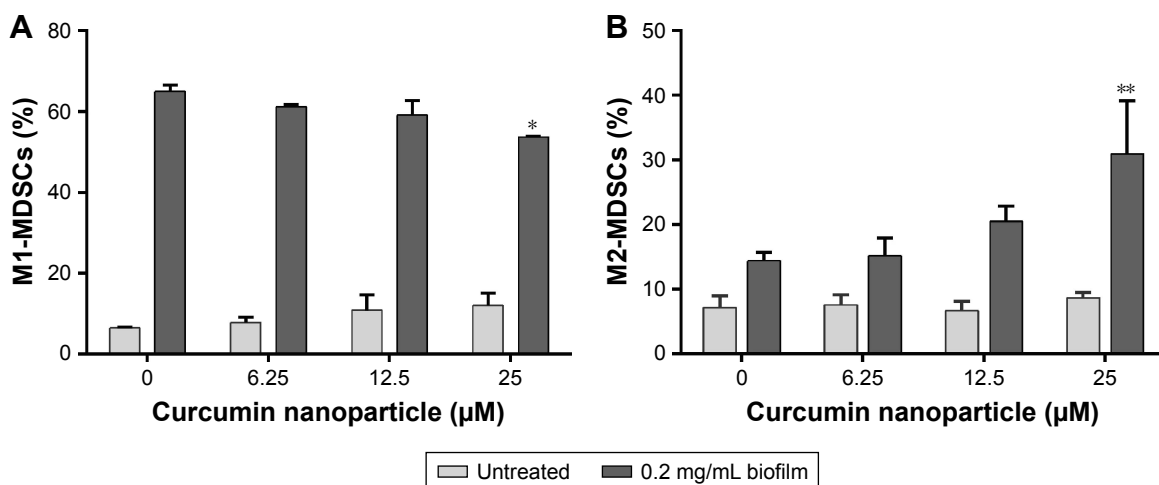 A
M1-MDSCs (%)
80
60
40
20
0
0 6.25 12.5 25
Curcumin nanoparticle (µM)
*
B
M2-MDSCs (%)
50
40
30
20
10
0
0 6.25 12.5 25
Curcumin nanoparticle (µM)
**
Untreated 0.2 mg/mL biofilm